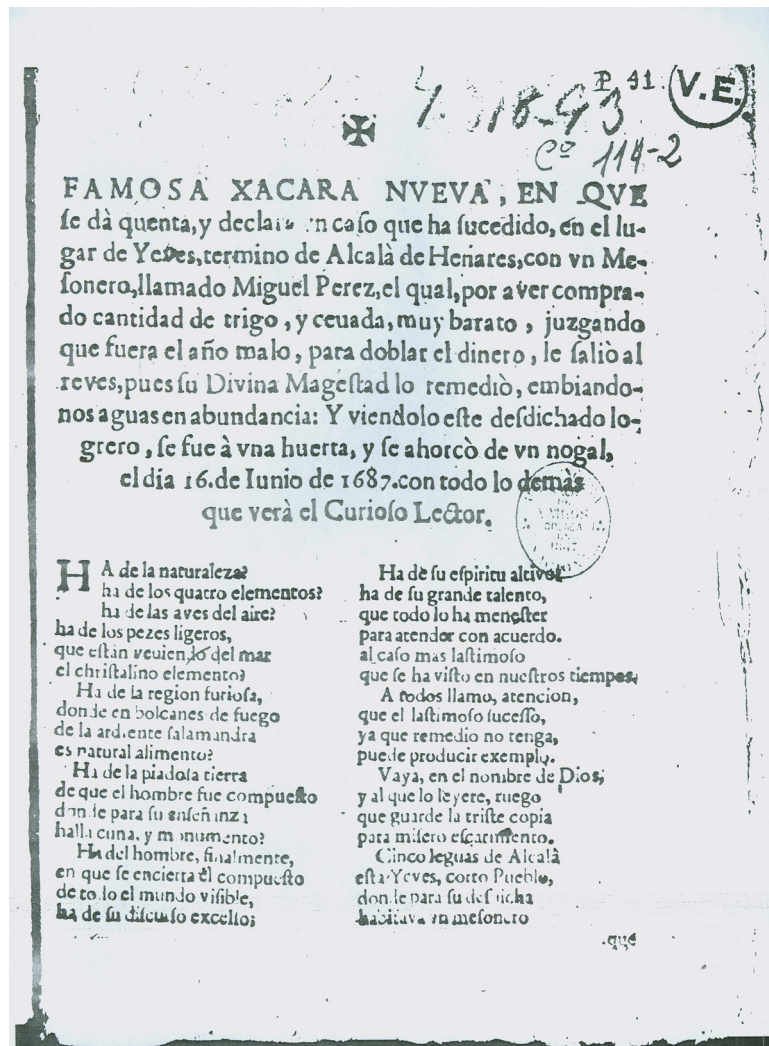 P 41
V.E.
Cº 114-2
FAMOSA XACARA NVEVA, EN QVE
ſe dà quenta, y declara vn caſo que ha ſucedido, en el lu-
gar de Yeves, termino de Alcalà de Henares, con vn Me-
ſonero, llamado Miguel Perez, el qual, por aver compra-
do cantidad de trigo, y ceuada, muy barato, juzgando
que fuera el año malo, para doblar el dinero, le ſaliò al
reves, pues ſu Divina Mageſtad lo remediò, embiando-
nos aguas en abundancia: Y viendolo eſte deſdichado lo-
grero, ſe fue à vna huerta, y ſe ahorcò de vn nogal,
el dia 16. de Iunio de 1687. con todo lo demàs
que verà el Curioſo Lector.
HA de la naturaleza?
ha de los quatro elementos?
ha de las aves del aire?
ha de los pezes ligeros,
que eſtàn del mar
el chriſtalino elemento?
Ha de la region furioſa,
donde en bolcanes de fuego
de la ardiente ſalamandra
es natural alimento?
Ha de la piadoſa tierra
de que el hombre fue compueſto
donde para ſu enſeñanza
halla cuna, y monumento?
Ha del hombre, finalmente,
en que ſe encierra el compueſto
de todo el mundo viſible,
ha de ſu diſcurſo excelſo;
Ha de ſu eſpiritu altivo?
ha de ſu grande talento,
que todo lo ha meneſter
para atender con acuerdo.
al caſo mas laſtimoſo
que ſe ha viſto en nueſtros tiempos,
A todos llamo, atencion,
que el laſtimoſo ſuceſſo,
ya que remedio no tenga,
puede producir exemplo.
Vaya, en el nombre de Dios,
y al que lo leyere, ruego
que guarde la triſte copia
para miſero eſcarmiento.
Cinco leguas de Alcalà
eſta Yeves, corto Pueblo,
donde para ſu deſdicha
habitava vn meſonero
que